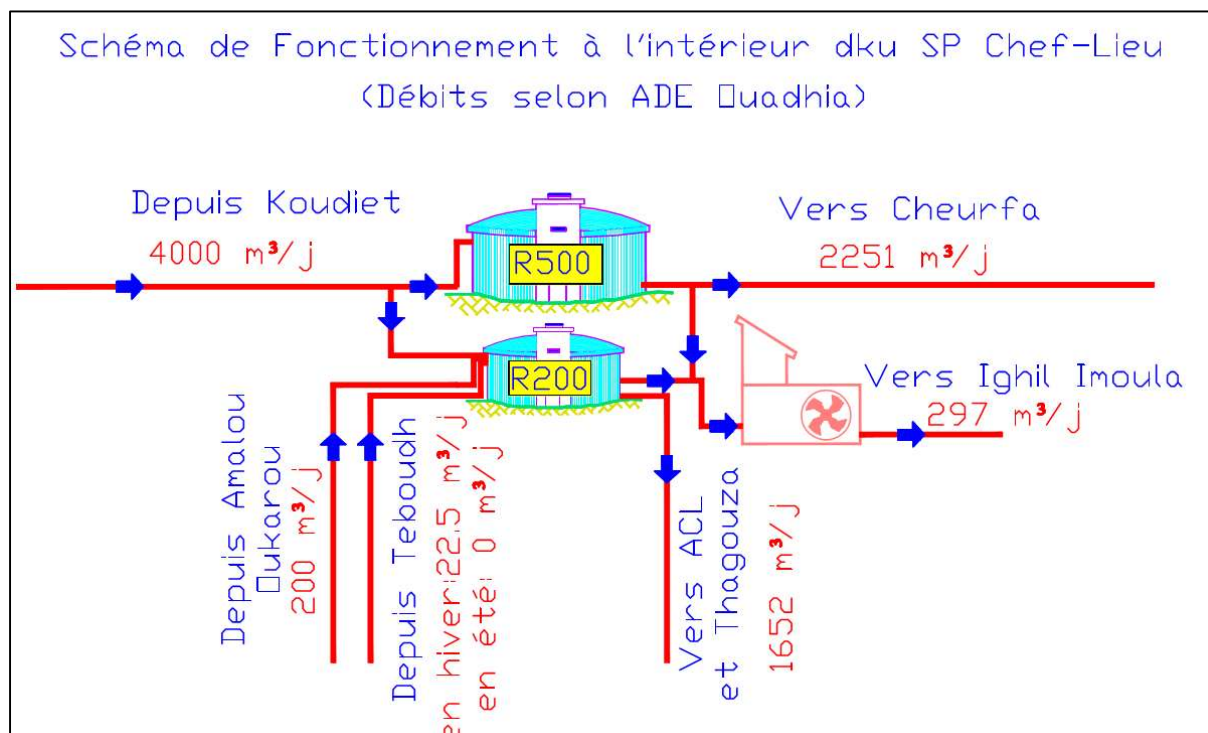 Schéma de Fonctionnement à l'intérieur dku SP Chef-Lieu
(Débits selon ADE □uadhia)
Depuis Koudiet
4000 m³/j
R500
Vers Cheurfa
2251 m³/j
R200
Vers Ighil Imoula
297 m³/j
Depuis Amalou
□ukarou
200 m³/j
Depuis Teboudh
en hiver:22.5 m³/j
en été: 0 m³/j
Vers ACL
et Thagouza
1652 m³/j